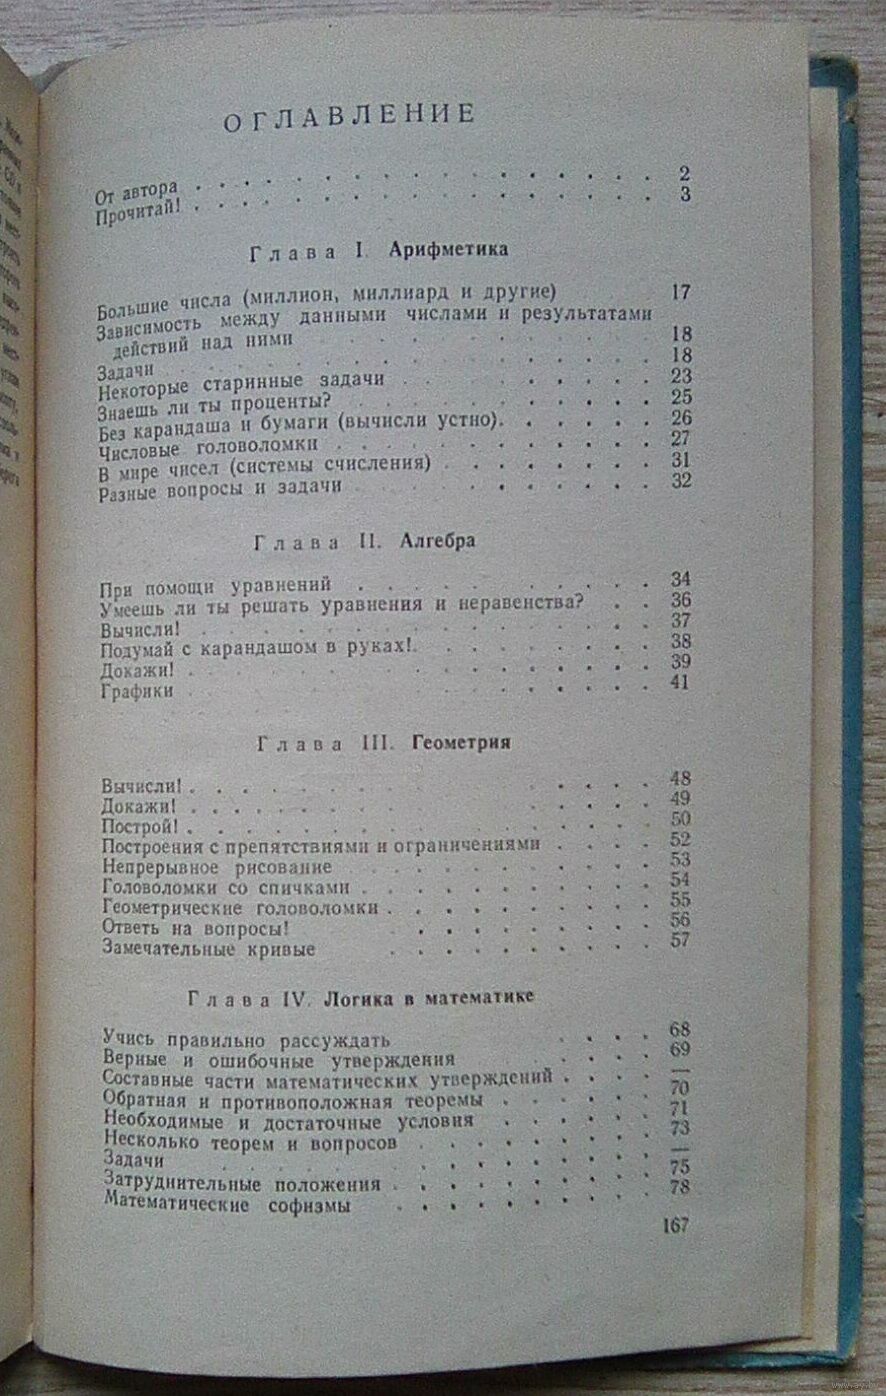 ОГЛАВЛЕНИЕ
От автора . . . . . . . . . . . . . . . . . . 2
Прочитай! . . . . . . . . . . . . . . . . . . 3
Глава I. Арифметика
Большие числа (миллион, миллиард и другие) 17
Зависимость между данными числами и результатами
действий над ними . . . . . . . . . . . . 18
Задачи . . . . . . . . . . . . . . . . . . 18
Некоторые старинные задачи . . . . . . . . . 23
Знаешь ли ты проценты? . . . . . . . . . . . 25
Без карандаша и бумаги (вычисли устно). . . . . . 26
Числовые головоломки . . . . . . . . . . . 27
В мире чисел (системы счисления) . . . . . . . . 31
Разные вопросы и задачи . . . . . . . . . . 32
Глава II. Алгебра
При помощи уравнений . . . . . . . . . . . 34
Умеешь ли ты решать уравнения и неравенства? . . 36
Вычисли! . . . . . . . . . . . . . . . . . 37
Подумай с карандашом в руках!. . . . . . . . . 38
Докажи! . . . . . . . . . . . . . . . . . 39
Графики . . . . . . . . . . . . . . . . . 41
Глава III. Геометрия
Вычисли! . . . . . . . . . . . . . . . . . 48
Докажи! . . . . . . . . . . . . . . . . . 49
Построй! . . . . . . . . . . . . . . . . . 50
Построения с препятствиями и ограничениями . . . . 52
Непрерывное рисование . . . . . . . . . . . 53
Головоломки со спичками . . . . . . . . . . . 54
Геометрические головоломки . . . . . . . . . . 55
Ответь на вопросы! . . . . . . . . . . . . 56
Замечательные кривые . . . . . . . . . . . 57
Глава IV. Логика в математике
Учись правильно рассуждать . . . . 68
Верные и ошибочные утверждения . . . . 69
Составные части математических утверждений . . . . —
Обратная и противоположная теоремы . . . . . . 70
Необходимые и достаточные условия . . . . . . 71
Несколько теорем и вопросов . . . . . . . . . 73
Задачи . . . . . . . . . . . . . . . . —
Затруднительные положения . . . . . . . . . . 75
Математические софизмы . . . . . . . . . . 78
167